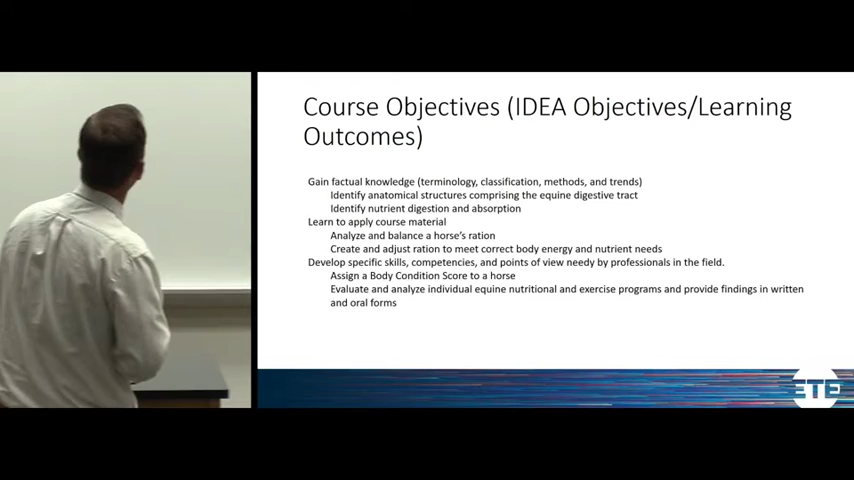 Course Objectives (IDEA Objectives/Learning
Outcomes)
Gain factual knowledge (terminology, classification, methods, and trends)
Identify anatomical structures comprising the equine digestive tract
Identify nutrient digestion and absorption
Learn to apply course material
Analyze and balance a horse's ration
Create and adjust ration to meet correct body energy and nutrient needs
Develop specific skills, competencies, and points of view needy by professionals in the field.
Assign a Body Condition Score to a horse
Evaluate and analyze individual equine nutritional and exercise programs and provide findings in written
and oral forms
ETE